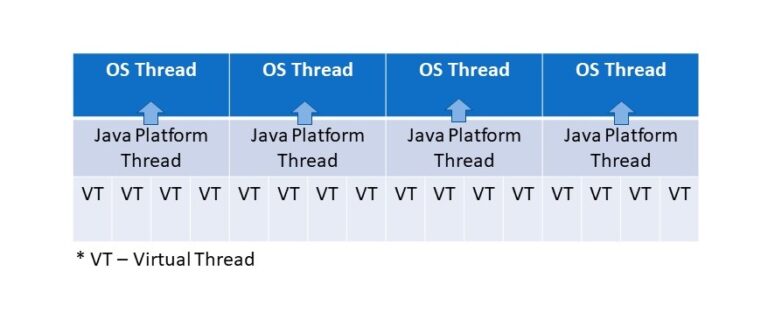 OS Thread OS Thread OS Thread OS Thread
Java Platform Java Platform Java Platform Java Platform
Thread Thread Thread Thread
VT VT VT VT VT VT VT VT VT VT VT VT VT VT VT VT
* VT – Virtual Thread